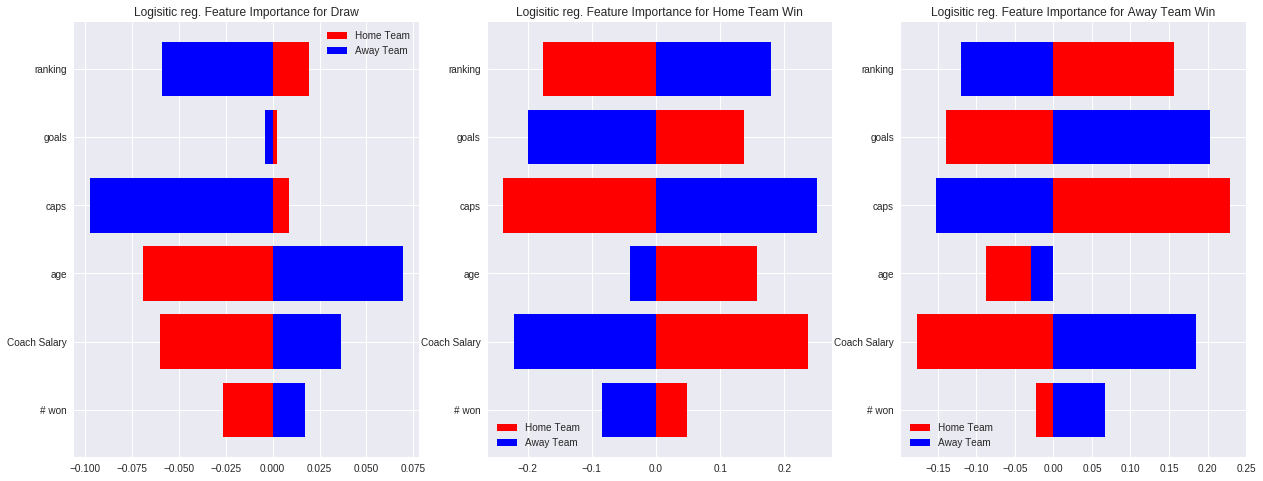 Logisitic reg. Feature Importance for Draw
Home Team
Away Team
ranking
goals
caps
age
Coach Salary
# won
−0.100 −0.075 −0.050 −0.025 0.000 0.025 0.050 0.075
Logisitic reg. Feature Importance for Home Team Win
ranking
goals
caps
age
Coach Salary
# won
Home Team
Away Team
−0.2 −0.1 0.0 0.1 0.2
Logisitic reg. Feature Importance for Away Team Win
ranking
goals
caps
age
Coach Salary
# won
Home Team
Away Team
−0.15 −0.10 −0.05 0.00 0.05 0.10 0.15 0.20 0.25